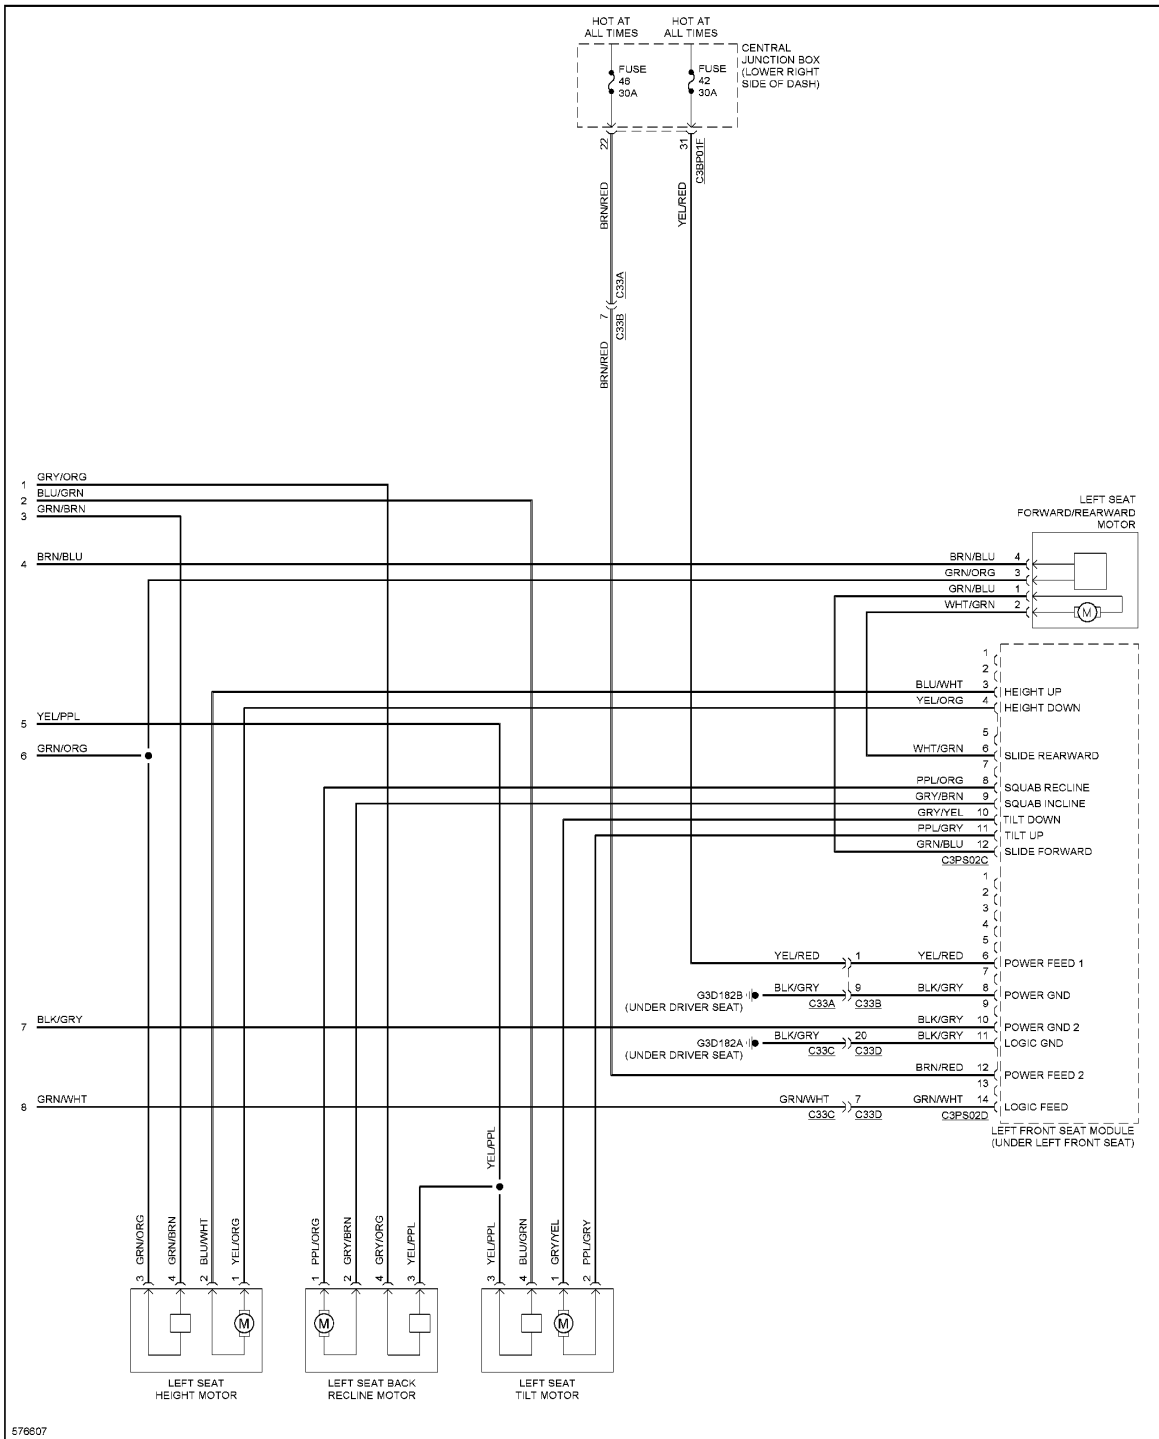 HOT AT
ALL TIMES
HOT AT
ALL TIMES
FUSE
46
30A
FUSE
42
30A
CENTRAL
JUNCTION BOX
(LOWER RIGHT
SIDE OF DASH)
22
31
C3BP01F
BRN/RED
YEL/RED
C33A
7
C33B
BRN/RED
1 GRY/ORG
2 BLU/GRN
3 GRN/BRN
4 BRN/BLU
5 YEL/PPL
6 GRN/ORG
7 BLK/GRY
8 GRN/WHT
LEFT SEAT
FORWARD/REARWARD
MOTOR
BRN/BLU 4
GRN/ORG 3
GRN/BLU 1
WHT/GRN 2
M
1
2
BLU/WHT 3 HEIGHT UP
YEL/ORG 4 HEIGHT DOWN
5
WHT/GRN 6 SLIDE REARWARD
7
PPL/ORG 8 SQUAB RECLINE
GRY/BRN 9 SQUAB INCLINE
GRY/YEL 10 TILT DOWN
PPL/GRY 11 TILT UP
GRN/BLU 12 SLIDE FORWARD
C3PS02C
1
2
3
4
5
YEL/RED 1 YEL/RED 6 POWER FEED 1
7
G3D182B BLK/GRY 9 BLK/GRY 8 POWER GND
(UNDER DRIVER SEAT) C33A C33B
9
BLK/GRY 10 POWER GND 2
G3D182A BLK/GRY 20 BLK/GRY 11 LOGIC GND
(UNDER DRIVER SEAT) C33C C33D
BRN/RED 12 POWER FEED 2
13
GRN/WHT 7 GRN/WHT 14 LOGIC FEED
C33C C33D C3PS02D
LEFT FRONT SEAT MODULE
(UNDER LEFT FRONT SEAT)
YEL/PPL
3 GRN/ORG
4 GRN/BRN
2 BLU/WHT
1 YEL/ORG
1 PPL/ORG
2 GRY/BRN
4 GRY/ORG
3 YEL/PPL
3 YEL/PPL
4 BLU/GRN
1 GRY/YEL
2 PPL/GRY
M
M
M
LEFT SEAT
HEIGHT MOTOR
LEFT SEAT BACK
RECLINE MOTOR
LEFT SEAT
TILT MOTOR
576607